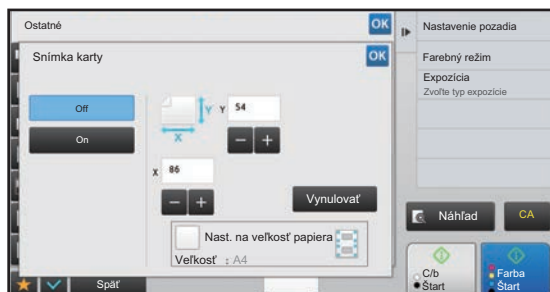 Ostatné
OK
Snímka karty
OK
Off
On
Y
Y
54
X
X
86
Vynulovať
Nast. na veľkosť papiera
Veľkosť : A4
Späť
Nastavenie pozadia
Farebný režim
Expozícia
Zvoľte typ expozície
Náhľad
CA
C/b
Štart
Farba
Štart